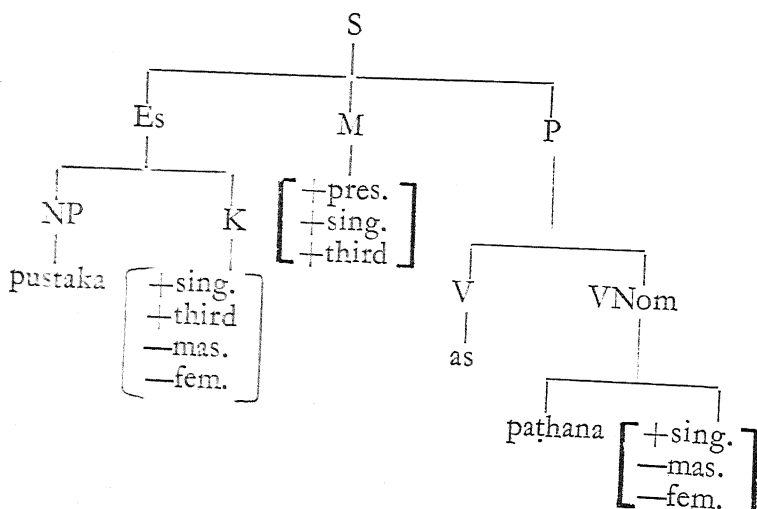 S
Es M P
NP K +pres.
+sing.
+third
pustaka +sing.
+third
—mas.
—fem.
V VNom
as
paṭhana +sing.
—mas.
—fem.